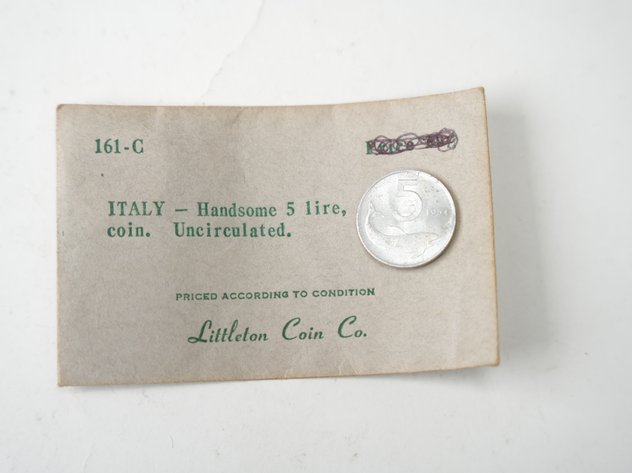 161-C
ITALY — Handsome 5 lire,
coin. Uncirculated.
5
PRICED ACCORDING TO CONDITION
Littleton Coin Co.